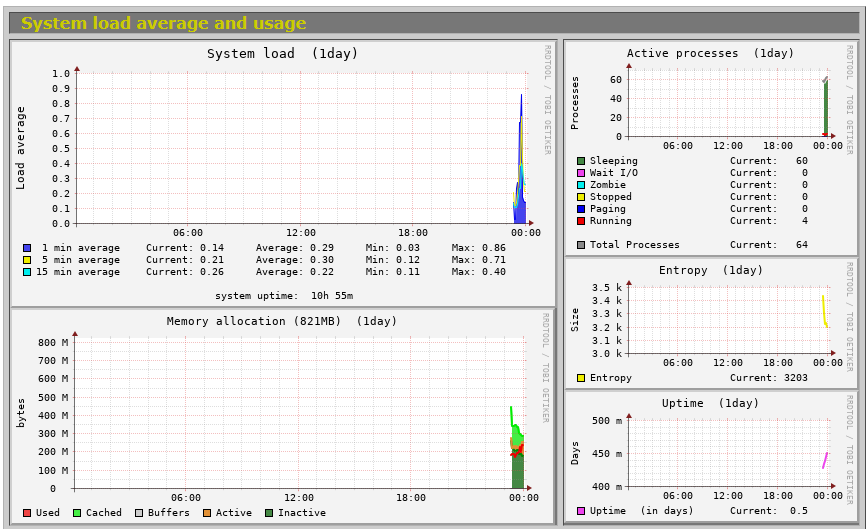 System load average and usage
System load (1day)
RRDTOOL / TOBI OETIKER
Load average
1.0
0.9
0.8
0.7
0.6
0.5
0.4
0.3
0.2
0.1
0.0
06:00 12:00 18:00 00:00
1 min average Current: 0.14 Average: 0.29 Min: 0.03 Max: 0.86
5 min average Current: 0.21 Average: 0.30 Min: 0.12 Max: 0.71
15 min average Current: 0.26 Average: 0.22 Min: 0.11 Max: 0.40
system uptime: 10h 55m
Memory allocation (821MB) (1day)
RRDTOOL / TOBI OETIKER
bytes
800 M
700 M
600 M
500 M
400 M
300 M
200 M
100 M
0
06:00 12:00 18:00 00:00
Used Cached Buffers Active Inactive
Active processes (1day)
RRDTOOL / TOBI OETIKER
Processes
60
40
20
0
06:00 12:00 18:00 00:00
Sleeping Current: 60
Wait I/O Current: 0
Zombie Current: 0
Stopped Current: 0
Paging Current: 0
Running Current: 4
Total Processes Current: 64
Entropy (1day)
RRDTOOL / TOBI OETIKER
Size
3.5 k
3.4 k
3.3 k
3.2 k
3.1 k
3.0 k
06:00 12:00 18:00 00:00
Entropy Current: 3203
Uptime (1day)
RRDTOOL / TOBI OETIKER
Days
500 m
450 m
400 m
06:00 12:00 18:00 00:00
Uptime (in days) Current: 0.5